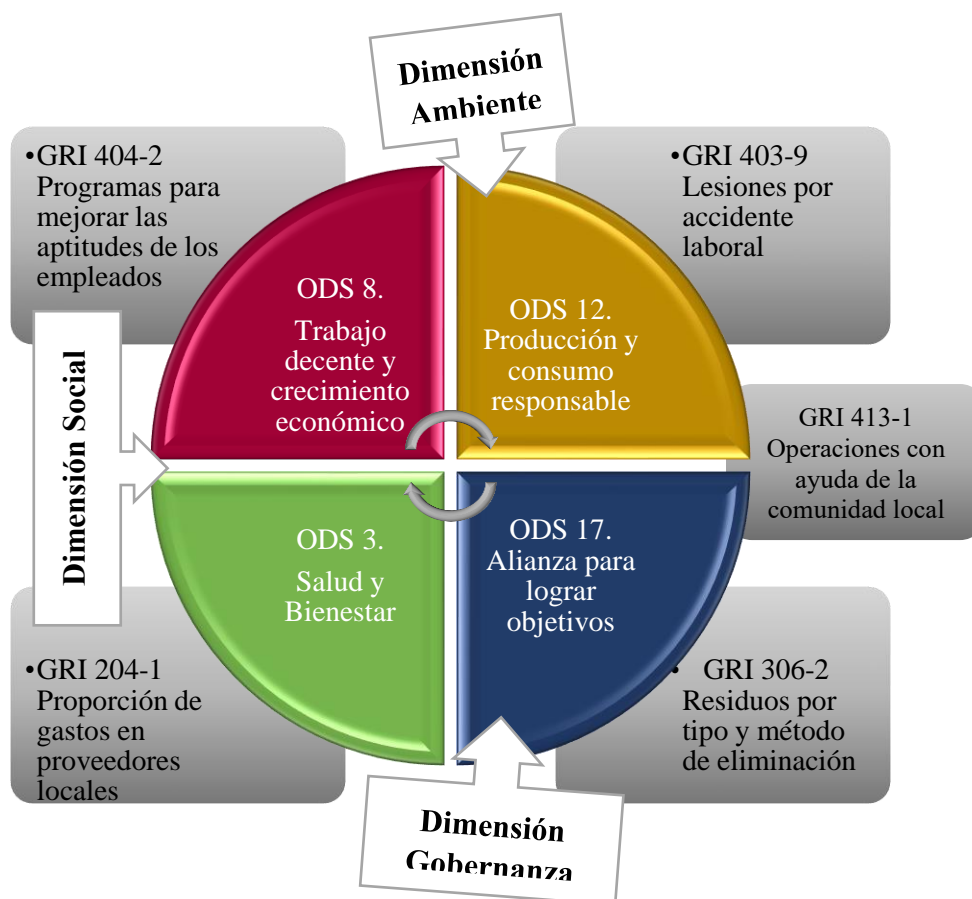 Dimensión
Ambiente
•GRI 404-2
Programas para
mejorar las
aptitudes de los
empleados
•GRI 403-9
Lesiones por
accidente
laboral
ODS 8.
Trabajo
decente y
crecimiento
económico
ODS 12.
Producción y
consumo
responsable
Dimensión Social
GRI 413-1
Operaciones con
ayuda de la
comunidad local
ODS 3.
Salud y
Bienestar
ODS 17.
Alianza para
lograr
objetivos
•GRI 204-1
Proporción de
gastos en
proveedores
locales
• GRI 306-2
Residuos por
tipo y método
de eliminación
Dimensión
Gobernanza